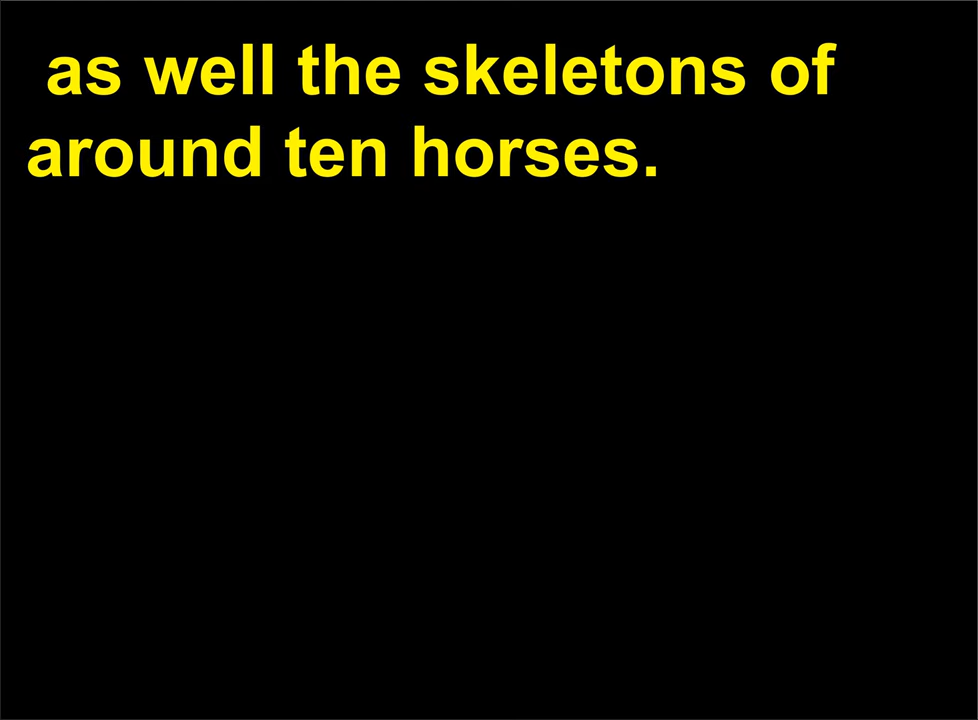 as well the skeletons of
around ten horses.